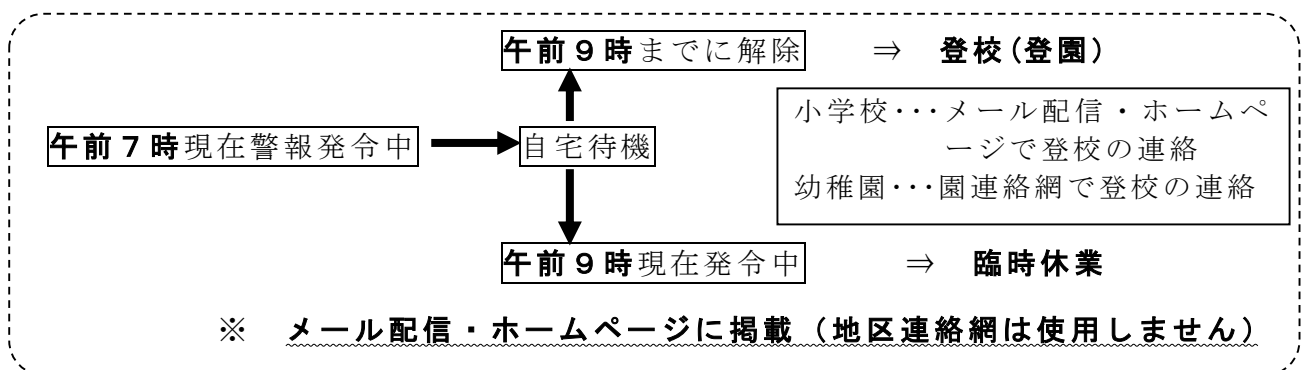 午前９時までに解除 ⇒ 登校(登園)
小学校･･･メール配信・ホームペ
ージで登校の連絡
幼稚園･･･園連絡網で登校の連絡
午前７時現在警報発令中
自宅待機
午前９時現在発令中 ⇒ 臨時休業
※ メール配信・ホームページに掲載（地区連絡網は使用しません）